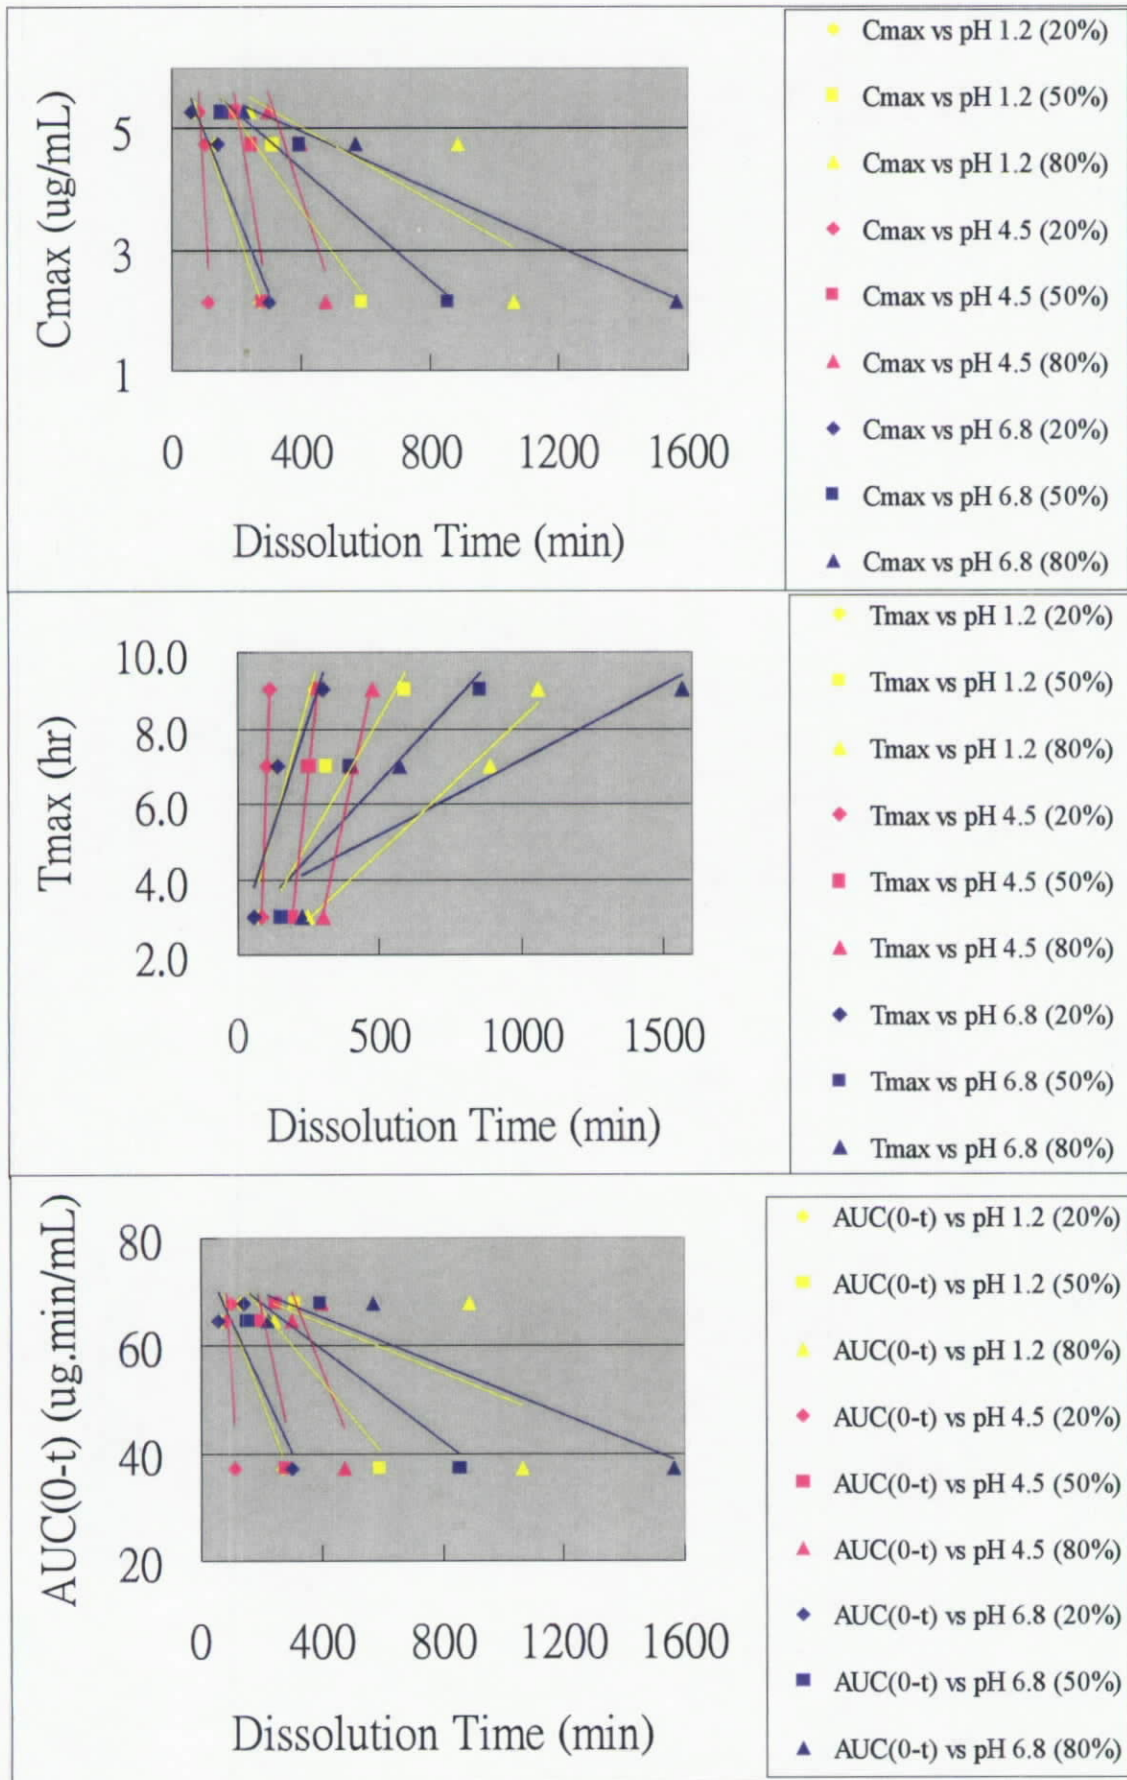 Cmax (ug/mL)
5
3
1
0 400 800 1200 1600
Dissolution Time (min)
Cmax vs pH 1.2 (20%)
Cmax vs pH 1.2 (50%)
Cmax vs pH 1.2 (80%)
Cmax vs pH 4.5 (20%)
Cmax vs pH 4.5 (50%)
Cmax vs pH 4.5 (80%)
Cmax vs pH 6.8 (20%)
Cmax vs pH 6.8 (50%)
Cmax vs pH 6.8 (80%)
Tmax (hr)
10.0
8.0
6.0
4.0
2.0
0 500 1000 1500
Dissolution Time (min)
Tmax vs pH 1.2 (20%)
Tmax vs pH 1.2 (50%)
Tmax vs pH 1.2 (80%)
Tmax vs pH 4.5 (20%)
Tmax vs pH 4.5 (50%)
Tmax vs pH 4.5 (80%)
Tmax vs pH 6.8 (20%)
Tmax vs pH 6.8 (50%)
Tmax vs pH 6.8 (80%)
AUC(0-t) (ug.min/mL)
80
60
40
20
0 400 800 1200 1600
Dissolution Time (min)
AUC(0-t) vs pH 1.2 (20%)
AUC(0-t) vs pH 1.2 (50%)
AUC(0-t) vs pH 1.2 (80%)
AUC(0-t) vs pH 4.5 (20%)
AUC(0-t) vs pH 4.5 (50%)
AUC(0-t) vs pH 4.5 (80%)
AUC(0-t) vs pH 6.8 (20%)
AUC(0-t) vs pH 6.8 (50%)
AUC(0-t) vs pH 6.8 (80%)